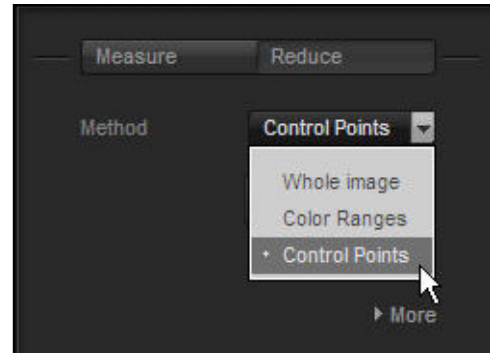 Measure Reduce
Method Control Points
Whole image
Color Ranges
Control Points
More